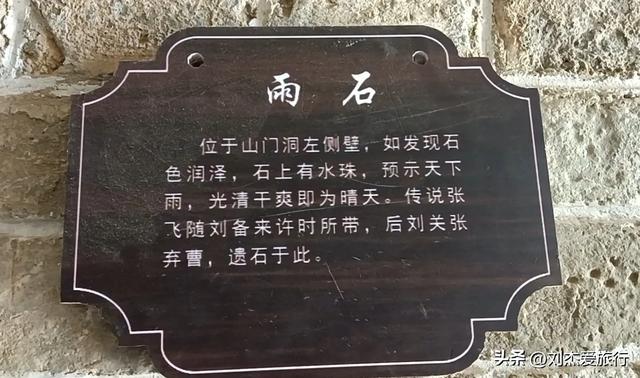 雨石
位于山门洞左侧壁，如发现石
色润泽，石上有水珠，预示天下
雨，光清干爽即为晴天。传说张
飞随刘备来许时所带，后刘关张
弃曹，遗石于此。
头条 @刘杰爱旅行